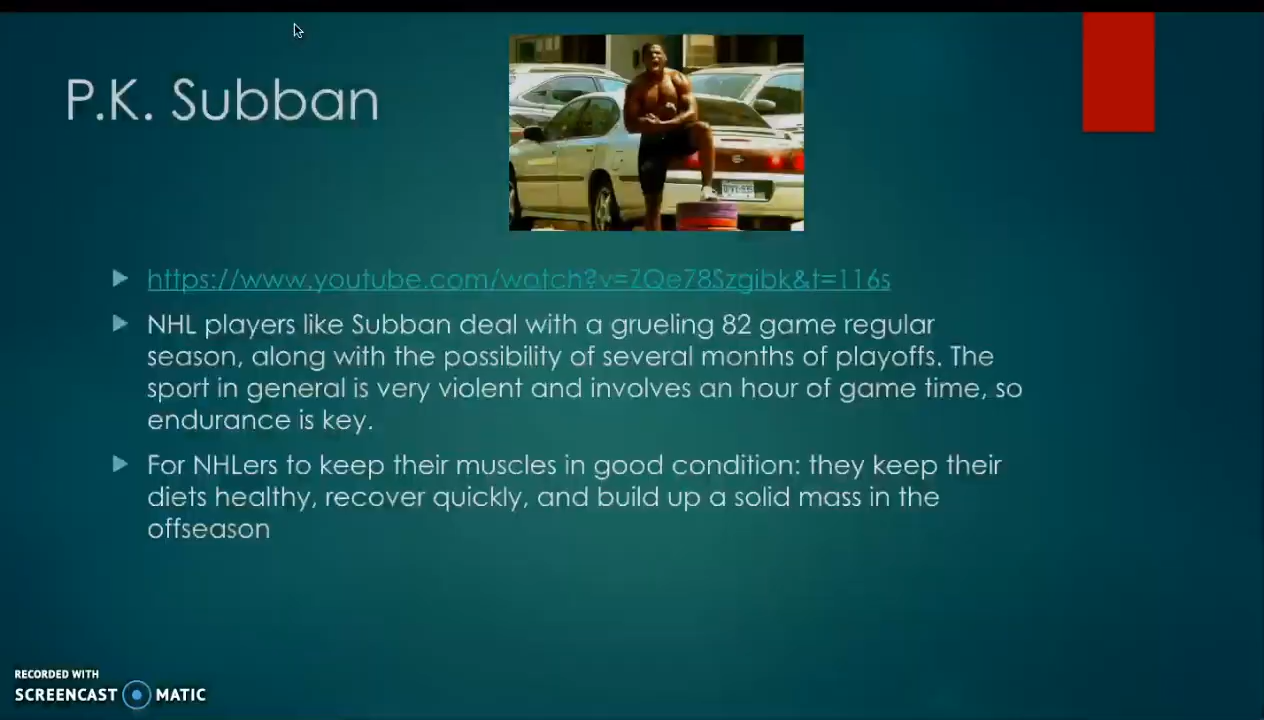 P.K. Subban
https://www.youtube.com/watch?v=ZQe78Szgibk&t=116s
NHL players like Subban deal with a grueling 82 game regular
season, along with the possibility of several months of playoffs. The
sport in general is very violent and involves an hour of game time, so
endurance is key.
For NHLers to keep their muscles in good condition: they keep their
diets healthy, recover quickly, and build up a solid mass in the
offseason
RECORDED WITH
SCREENCAST MATIC